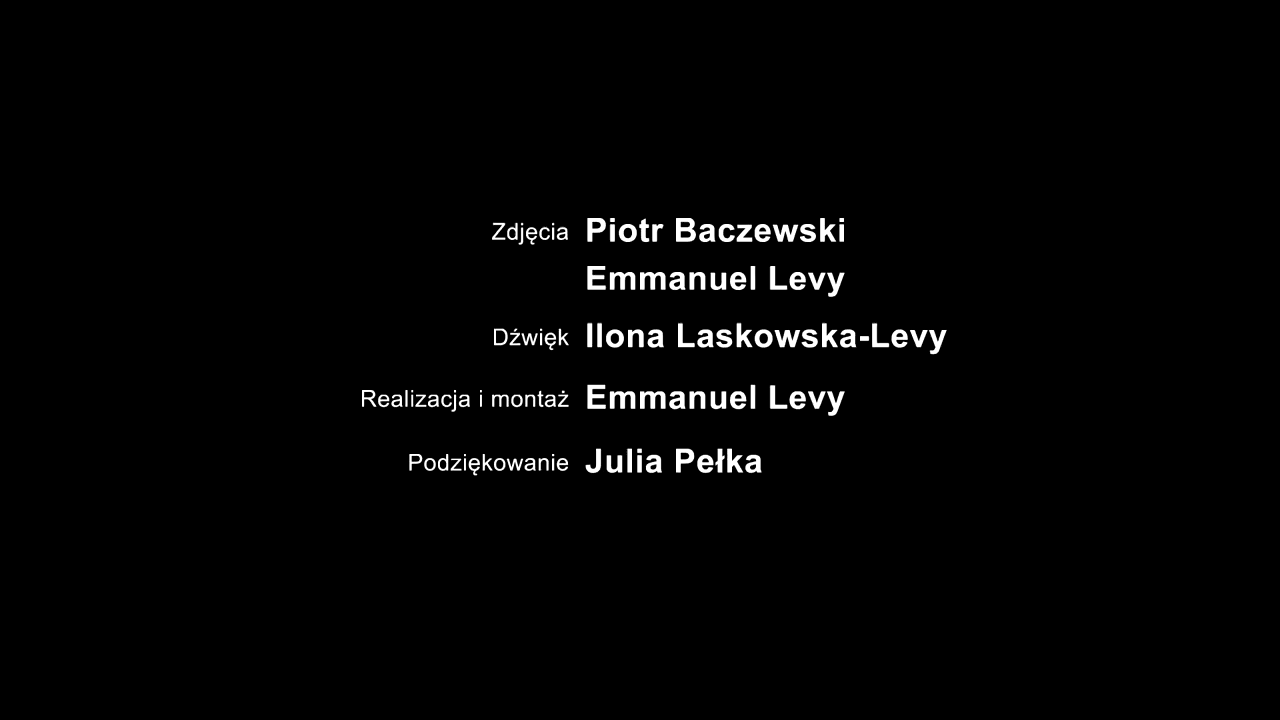 Zdjęcia Piotr Baczewski
Emmanuel Levy
Dźwięk Ilona Laskowska-Levy
Realizacja i montaż Emmanuel Levy
Podziękowanie Julia Pełka